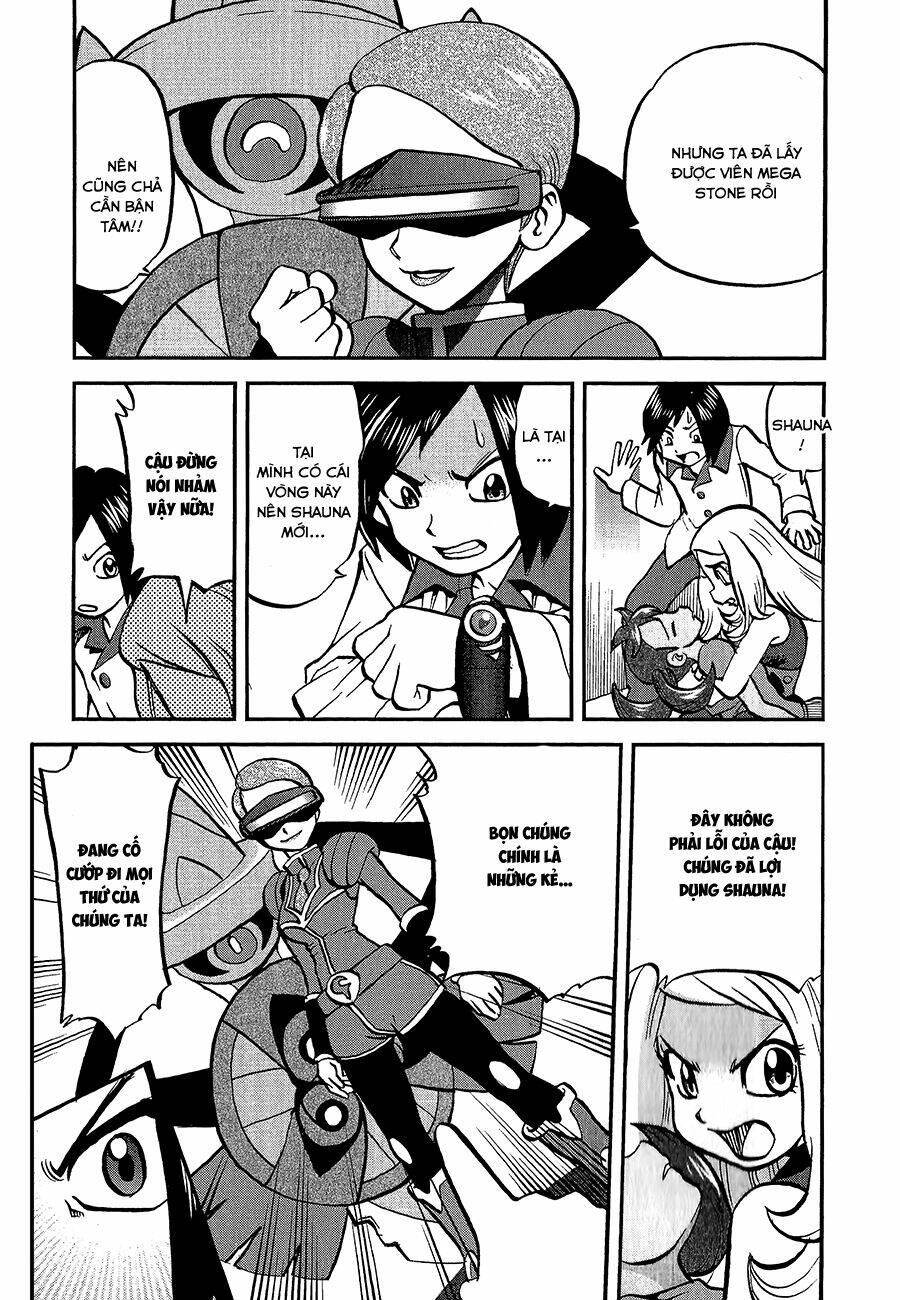 NHƯNG TA ĐÃ LẤY
ĐƯỢC VIÊN MEGA
STONE RỒI
NÊN
CŨNG CHẢ
CẦN BẬN
TÂM!!
SHAUNA
!
LÀ TẠI
...
TẠI
MÌNH CÓ CÁI
VÒNG NÀY
NÊN SHAUNA
MỚI...
CẬU ĐỪNG
NÓI NHẢM
VẬY NỮA!
ĐÂY KHÔNG
PHẢI LỖI CỦA CẬU!
CHÚNG ĐÃ LỢI
DỤNG SHAUNA!
BỌN CHÚNG
CHÍNH LÀ
NHỮNG KẺ...
ĐANG CỐ
CƯỚP ĐI MỌI
THỨ CỦA
CHÚNG TA!